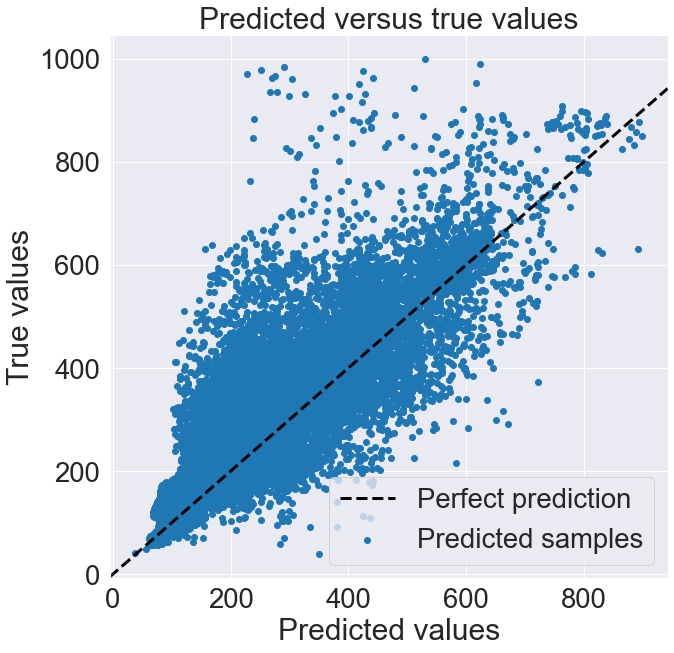 Predicted versus true values
1000
800
600
400
200
0
True values
Perfect prediction
Predicted samples
0 200 400 600 800
Predicted values